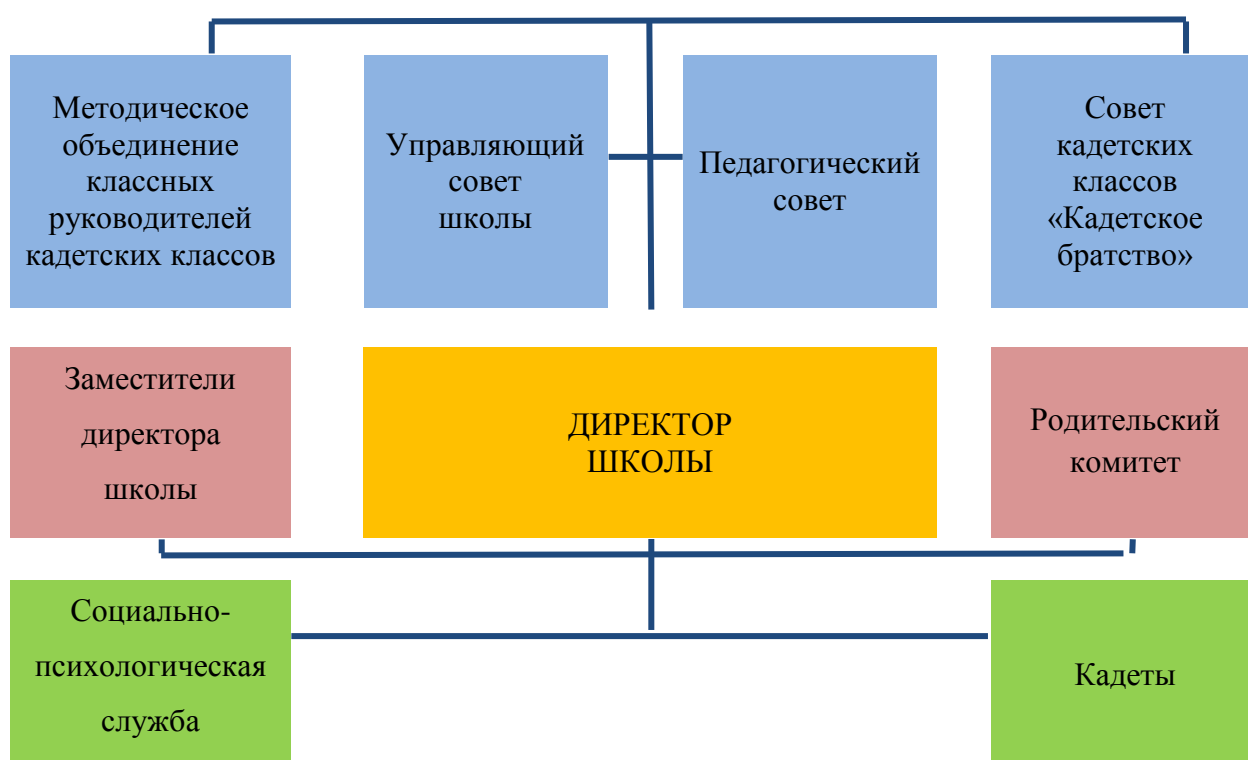 Методическое
объединение
классных
руководителей
кадетских классов
Управляющий
совет
школы
Педагогический
совет
Совет
кадетских
классов
«Кадетское
братство»
Заместители
директора
школы
ДИРЕКТОР
ШКОЛЫ
Родительский
комитет
Социально-
психологическая
служба
Кадеты